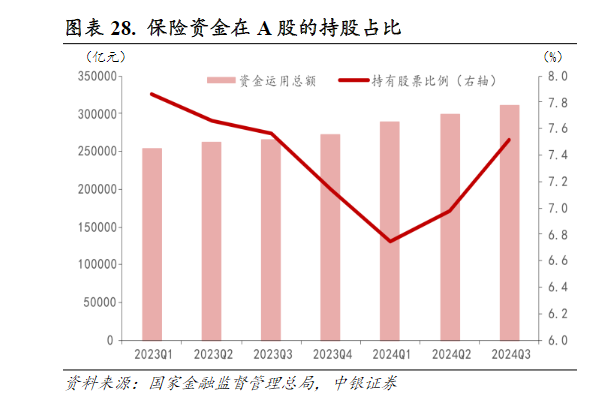 图表 28. 保险资金在 A 股的持股占比
(亿元) (%)
资金运用总额 持有股票比例（右轴）
350000 8.0
300000 7.8
250000 7.6
200000 7.4
150000 7.2
100000 7.0
50000 6.8
0 6.6
6.4
6.2
6.0
2023Q1 2023Q2 2023Q3 2023Q4 2024Q1 2024Q2 2024Q3
资料来源：国家金融监督管理总局，中银证券